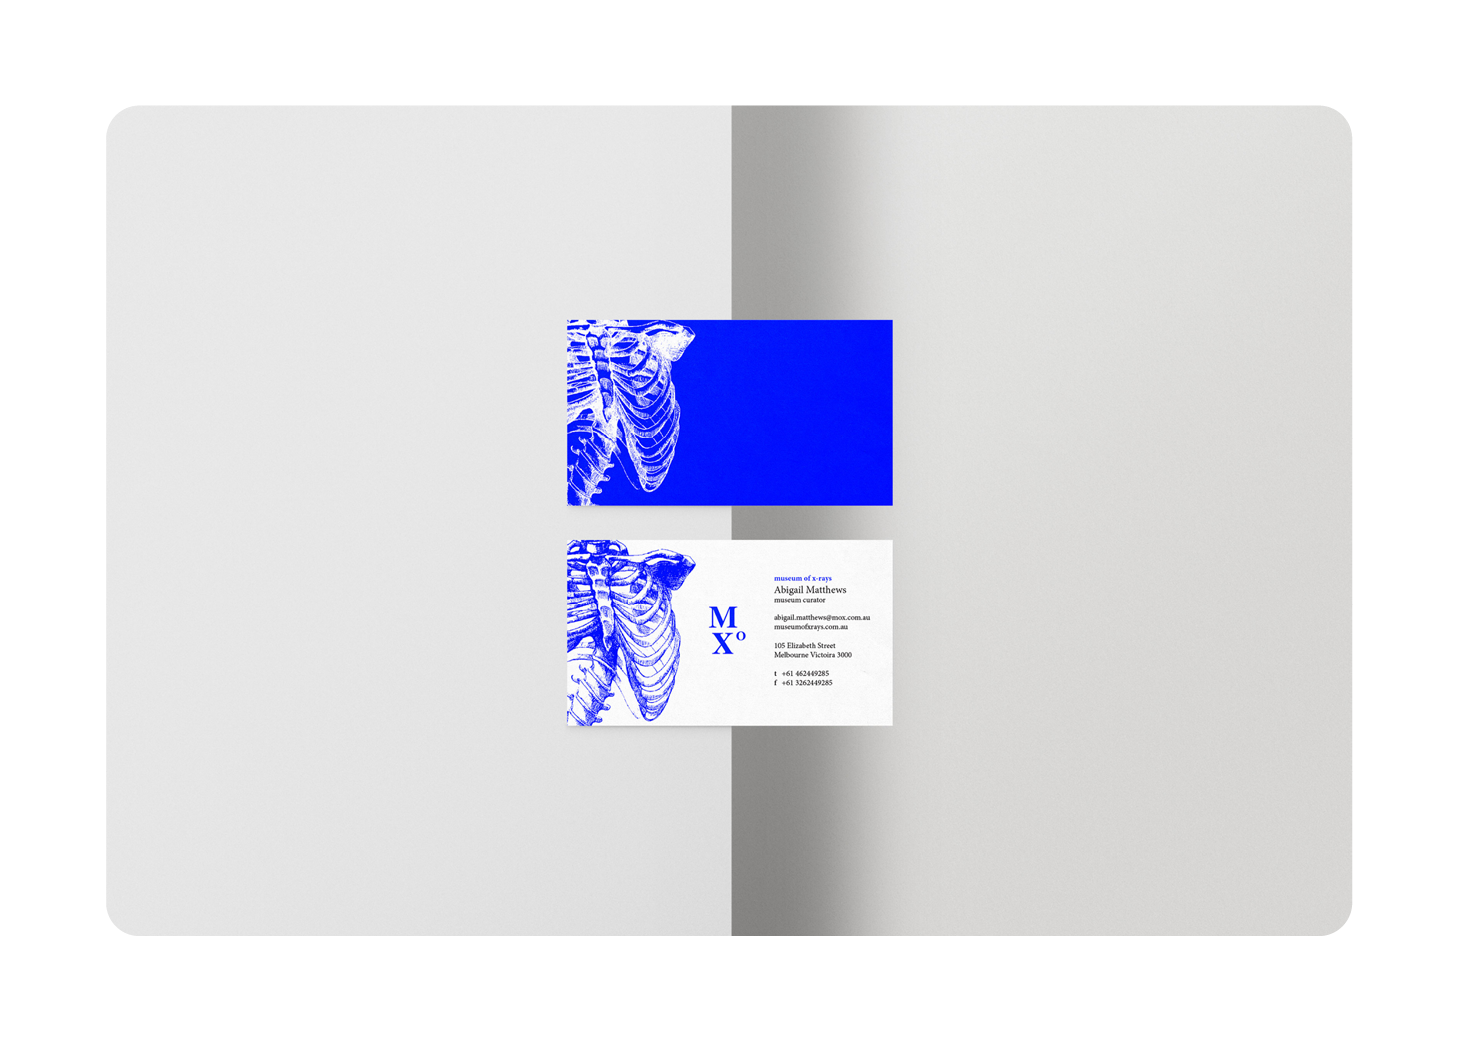 M
Xo
museum of x-rays
Abigail Matthews
museum curator
abigail.matthews@mox.com.au
museumofxrays.com.au
105 Elizabeth Street
Melbourne Victoira 3000
t +61 462449285
f +61 3262449285